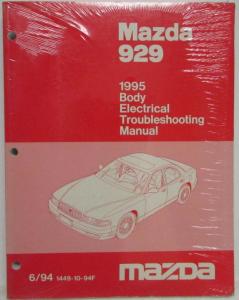 Mazda
929
1995
Body
Electrical
Troubleshooting
Manual
6/94 1449-10-94F
mazda